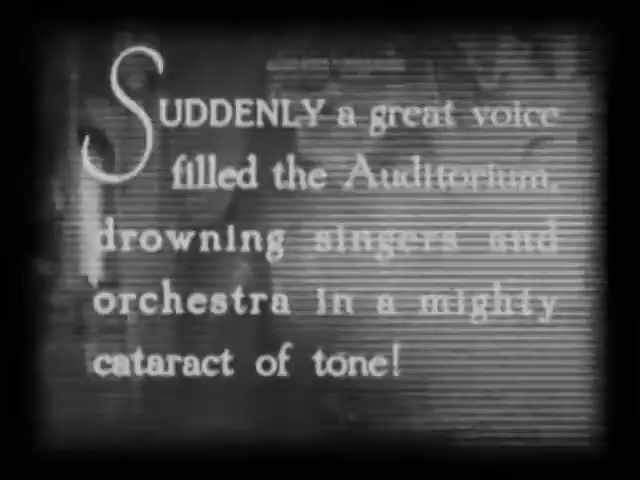 SUDDENLY a great voice
filled the Auditorium,
drowning singers and
orchestra in a mighty
cataract of tone!